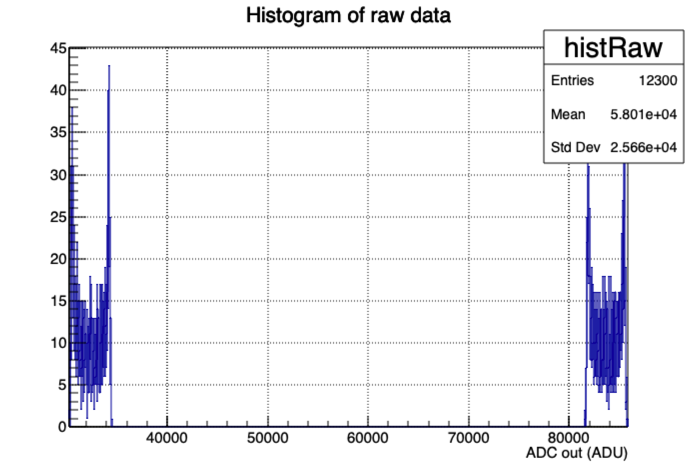 Histogram of raw data
histRaw
Entries 12300
Mean 5.801e+04
Std Dev 2.566e+04
45
40
35
30
25
20
15
10
5
0
40000 50000 60000 70000 80000
ADC out (ADU)